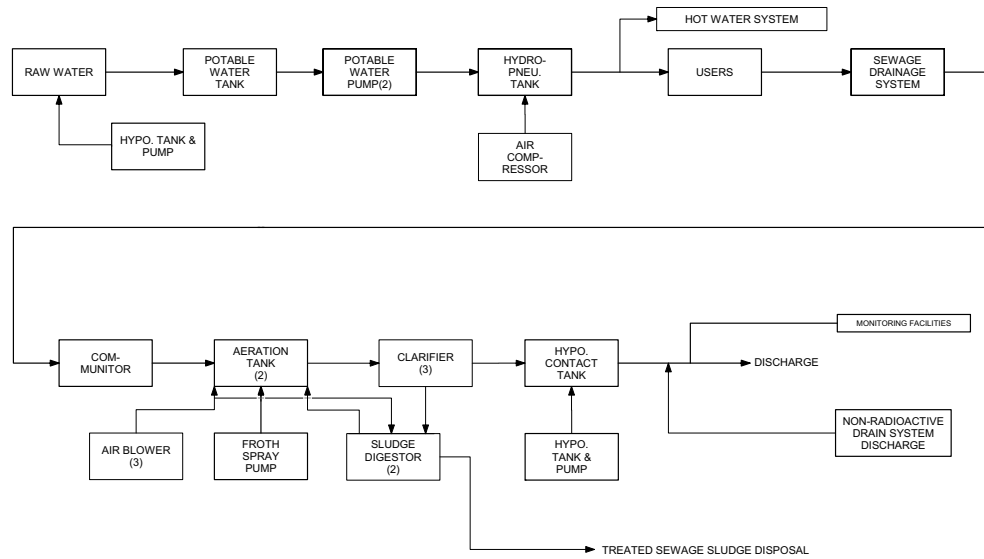 HOT WATER SYSTEM
RAW WATER
POTABLE
WATER
TANK
POTABLE
WATER
PUMP(2)
HYDRO-
PNEU.
TANK
USERS
SEWAGE
DRAINAGE
SYSTEM
HYPO. TANK &
PUMP
AIR
COMP-
RESSOR
MONITORING FACILITIES
COM-
MUNITOR
AERATION
TANK
(2)
CLARIFIER
(3)
HYPO.
CONTACT
TANK
DISCHARGE
AIR BLOWER
(3)
FROTH
SPRAY
PUMP
SLUDGE
DIGESTOR
(2)
HYPO.
TANK &
PUMP
NON-RADIOACTIVE
DRAIN SYSTEM
DISCHARGE
TREATED SEWAGE SLUDGE DISPOSAL